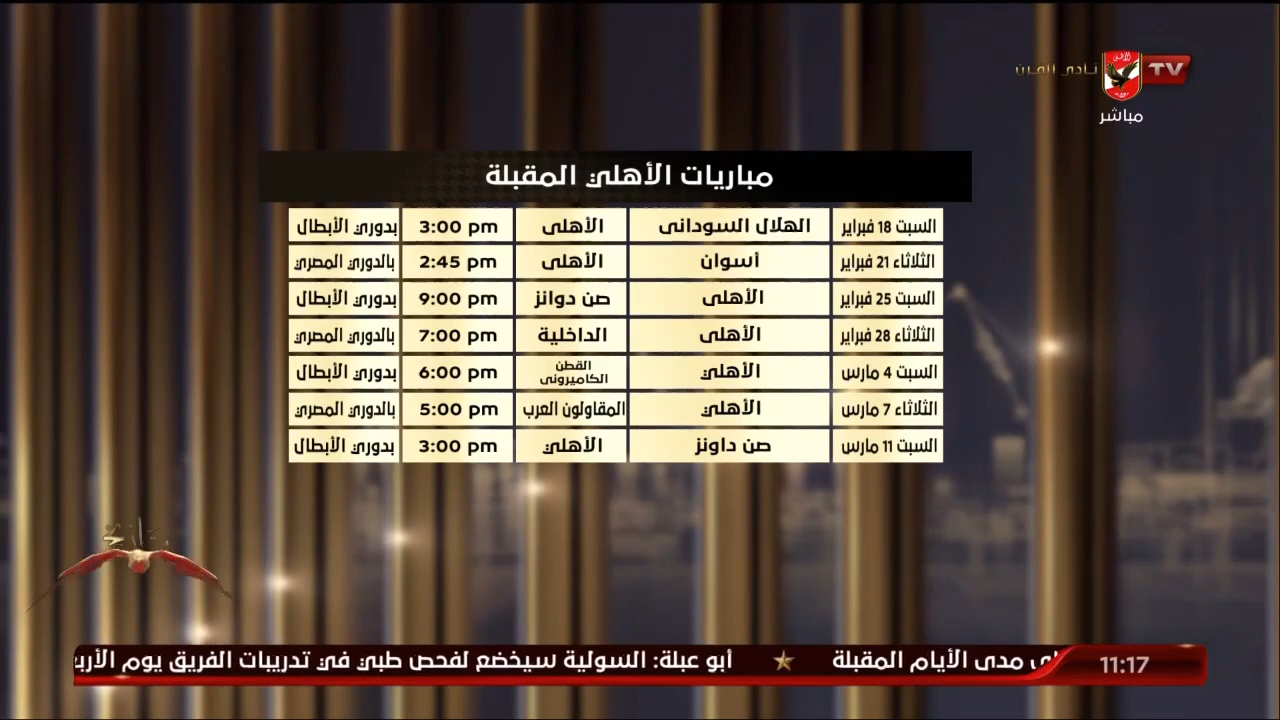 نادي القرن TV
مباشر
مباريات الأهلي المقبلة
السبت 18 فبراير الهلال السودانى الأهلى 3:00 pm بدوري الأبطال
الثلاثاء 21 فبراير أسوان الأهلى 2:45 pm بالدوري المصري
السبت 25 فبراير الأهلى صن دوانز 9:00 pm بدوري الأبطال
الثلاثاء 28 فبراير الأهلى الداخلية 7:00 pm بالدوري المصري
السبت 4 مارس الأهلي القطن الكاميرونى 6:00 pm بدوري الأبطال
الثلاثاء 7 مارس الأهلي المقاولون العرب 5:00 pm بالدوري المصري
السبت 11 مارس صن داونز الأهلي 3:00 pm بدوري الأبطال
11:17 مدى الأيام المقبلة ★ أبو عبلة: السولية سيخضع لفحص طبي في تدريبات الفريق يوم